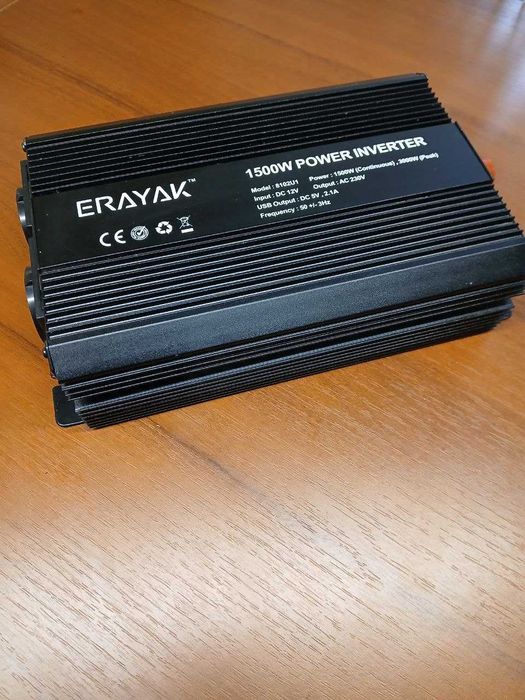 ERAYAK™
CE
1500W POWER INVERTER
Model : 8102U1 Power : 1500W (Continuous) , 3000W (Peak)
Input : DC 12V Output : AC 230V
USB Output : DC 5V , 2.1A
Frequency : 50 +/- 3Hz